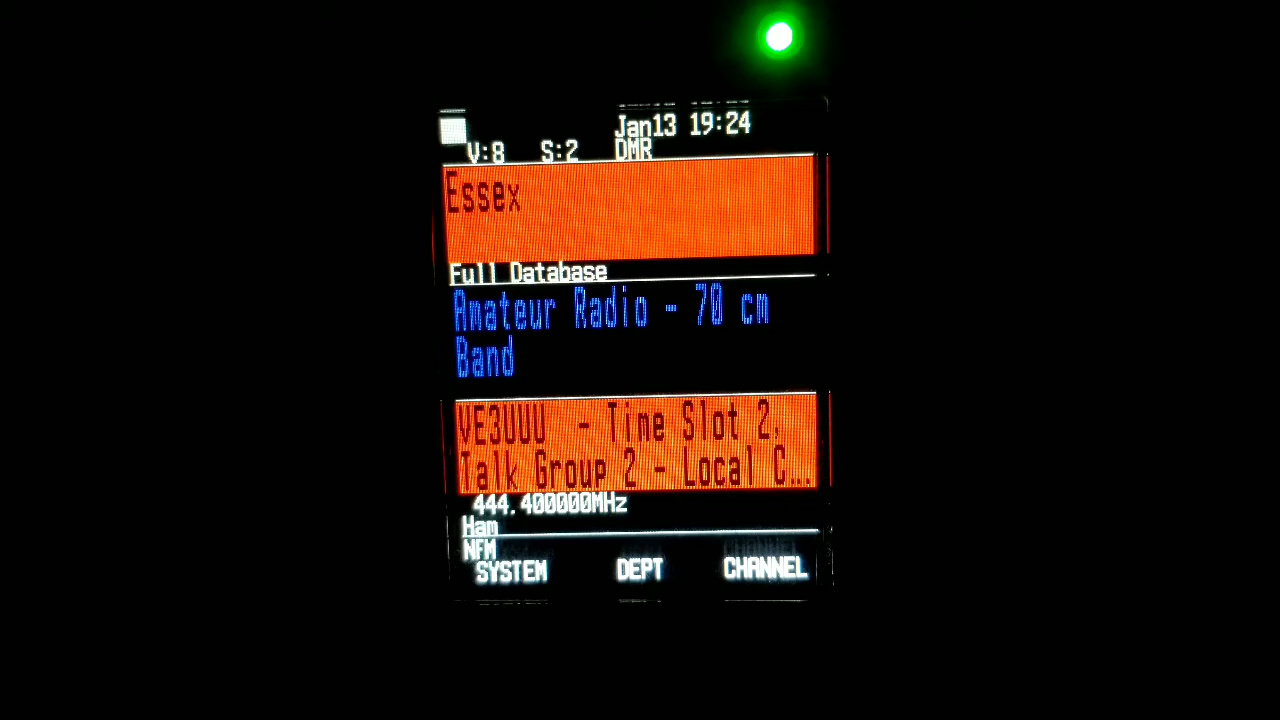 Jan13 19:24
V:8 S:2 DMR
Essex
Full Database
Amateur Radio - 70 cm
Band
VE3UUU - Time Slot 2,
Talk Group 2 - Local C...
444.400000MHz
Ham
NFM
SYSTEM DEPT CHANNEL